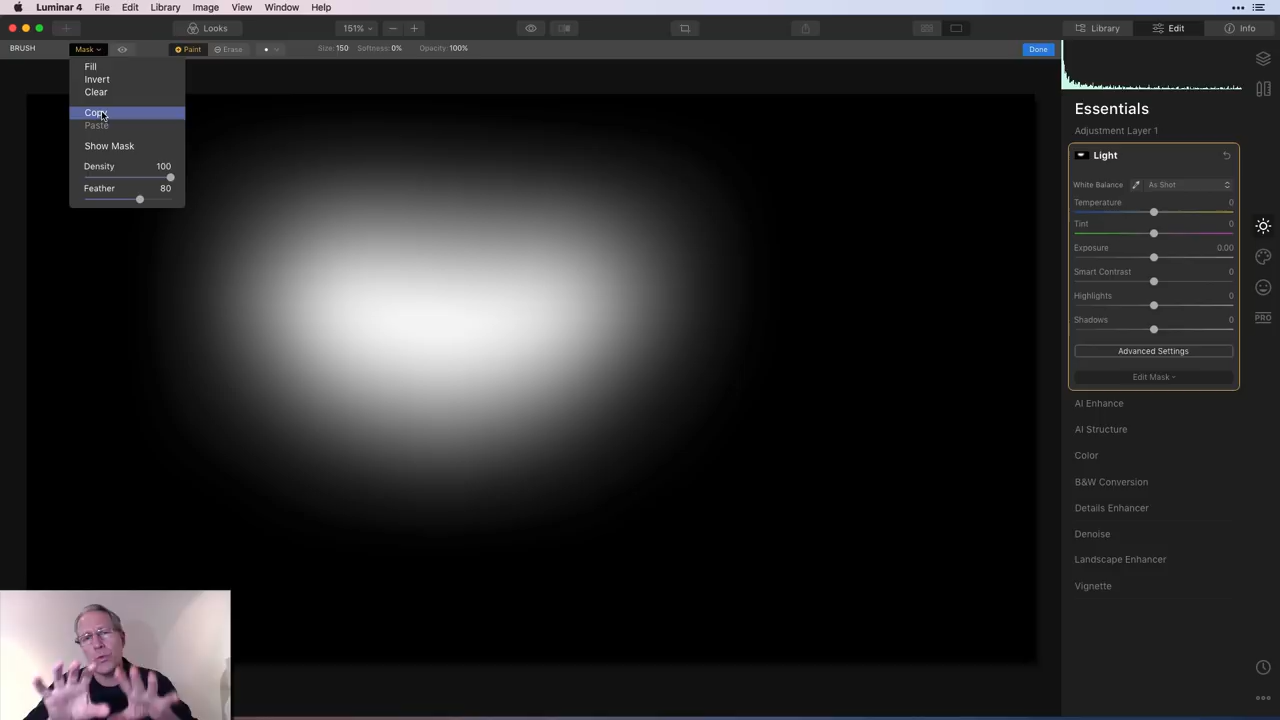 Luminar 4 File Edit Library Image View Window Help
Looks 151% Library Edit Info
BRUSH Mask Paint Erase Size: 150 Softness: 0% Opacity: 100% Done
Fill
Invert
Clear
Copy
Paste
Show Mask
Density 100
Feather 80
Essentials
Adjustment Layer 1
Light
White Balance As Shot
Temperature 0
Tint 0
Exposure 0.00
Smart Contrast 0
Highlights 0
Shadows 0
Advanced Settings
Edit Mask
AI Enhance
AI Structure
Color
B&W Conversion
Details Enhancer
Denoise
Landscape Enhancer
Vignette
PRO